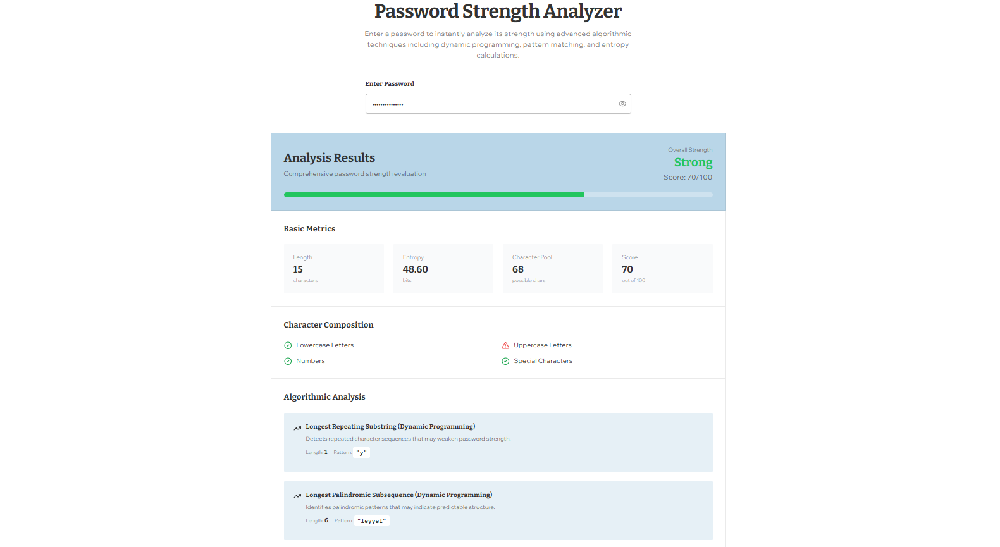 Password Strength Analyzer
Enter a password to instantly analyze its strength using advanced algorithmic
techniques including dynamic programming, pattern matching, and entropy
calculations.
Enter Password
•••••••••••••••
Analysis Results
Comprehensive password strength evaluation
Overall Strength
Strong
Score: 70/100
Basic Metrics
Length
15
characters
Entropy
48.60
bits
Character Pool
68
possible chars
Score
70
out of 100
Character Composition
Lowercase Letters
Uppercase Letters
Numbers
Special Characters
Algorithmic Analysis
Longest Repeating Substring (Dynamic Programming)
Detects repeated character sequences that may weaken password strength.
Length: 1 Pattern: "y"
Longest Palindromic Subsequence (Dynamic Programming)
Identifies palindromic patterns that may indicate predictable structure.
Length: 6 Pattern: "leyyel"